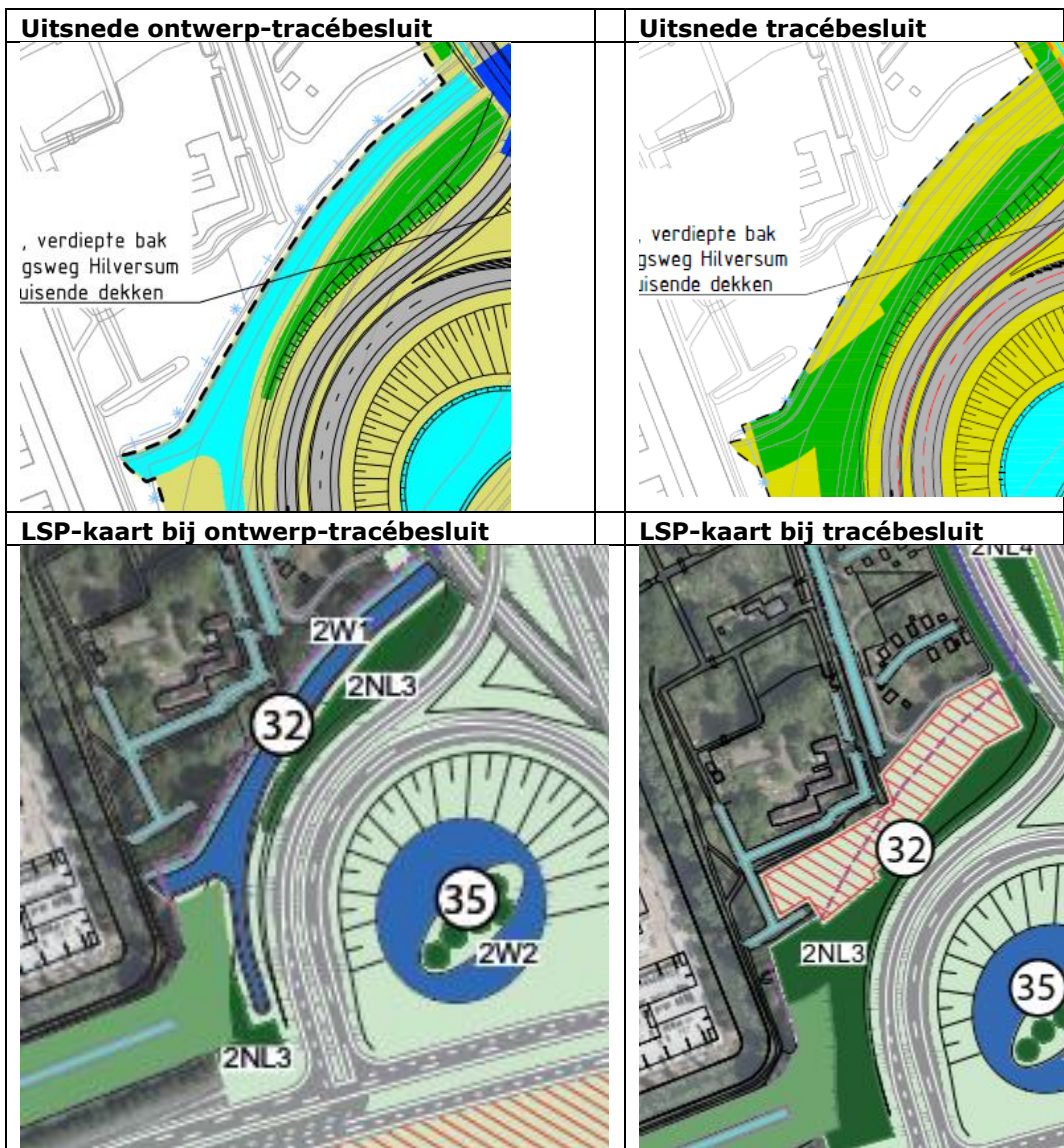 Uitsnede ontwerp-tracébesluit
Uitsnede tracébesluit
, verdiepte bak
gsweg Hilversum
uisende dekken
, verdiepte bak
gsweg Hilversum
uisende dekken
LSP-kaart bij ontwerp-tracébesluit
LSP-kaart bij tracébesluit
2W1
2NL3
32
35
2W2
2NL3
2NL4
32
2NL3
35